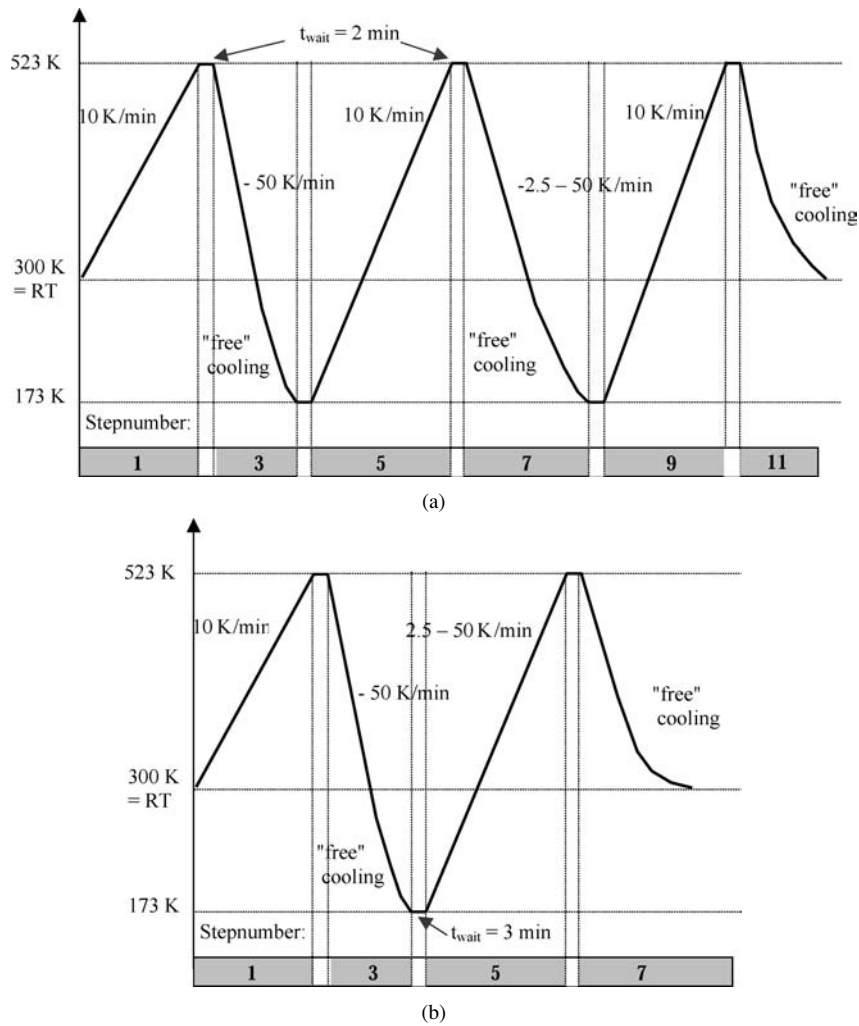 t_wait = 2 min
523 K
10 K/min
10 K/min
10 K/min
- 50 K/min
-2.5 – 50 K/min
"free"
cooling
300 K
= RT
"free"
cooling
"free"
cooling
173 K
Stepnumber:
1 3 5 7 9 11
(a)
523 K
10 K/min
2.5 – 50 K/min
- 50 K/min
"free"
cooling
300 K
= RT
"free"
cooling
173 K
Stepnumber:
t_wait = 3 min
1 3 5 7
(b)